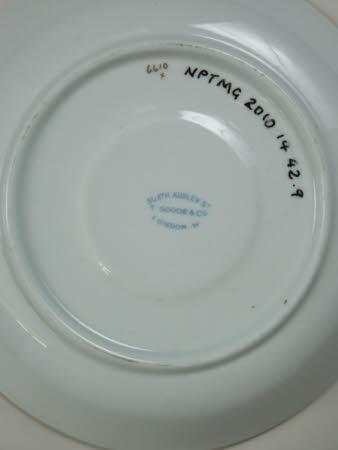 6610
x
NPTMG 2010 14 42.9
SOUTH AUDLEY ST
GOODE & CO
LONDON W